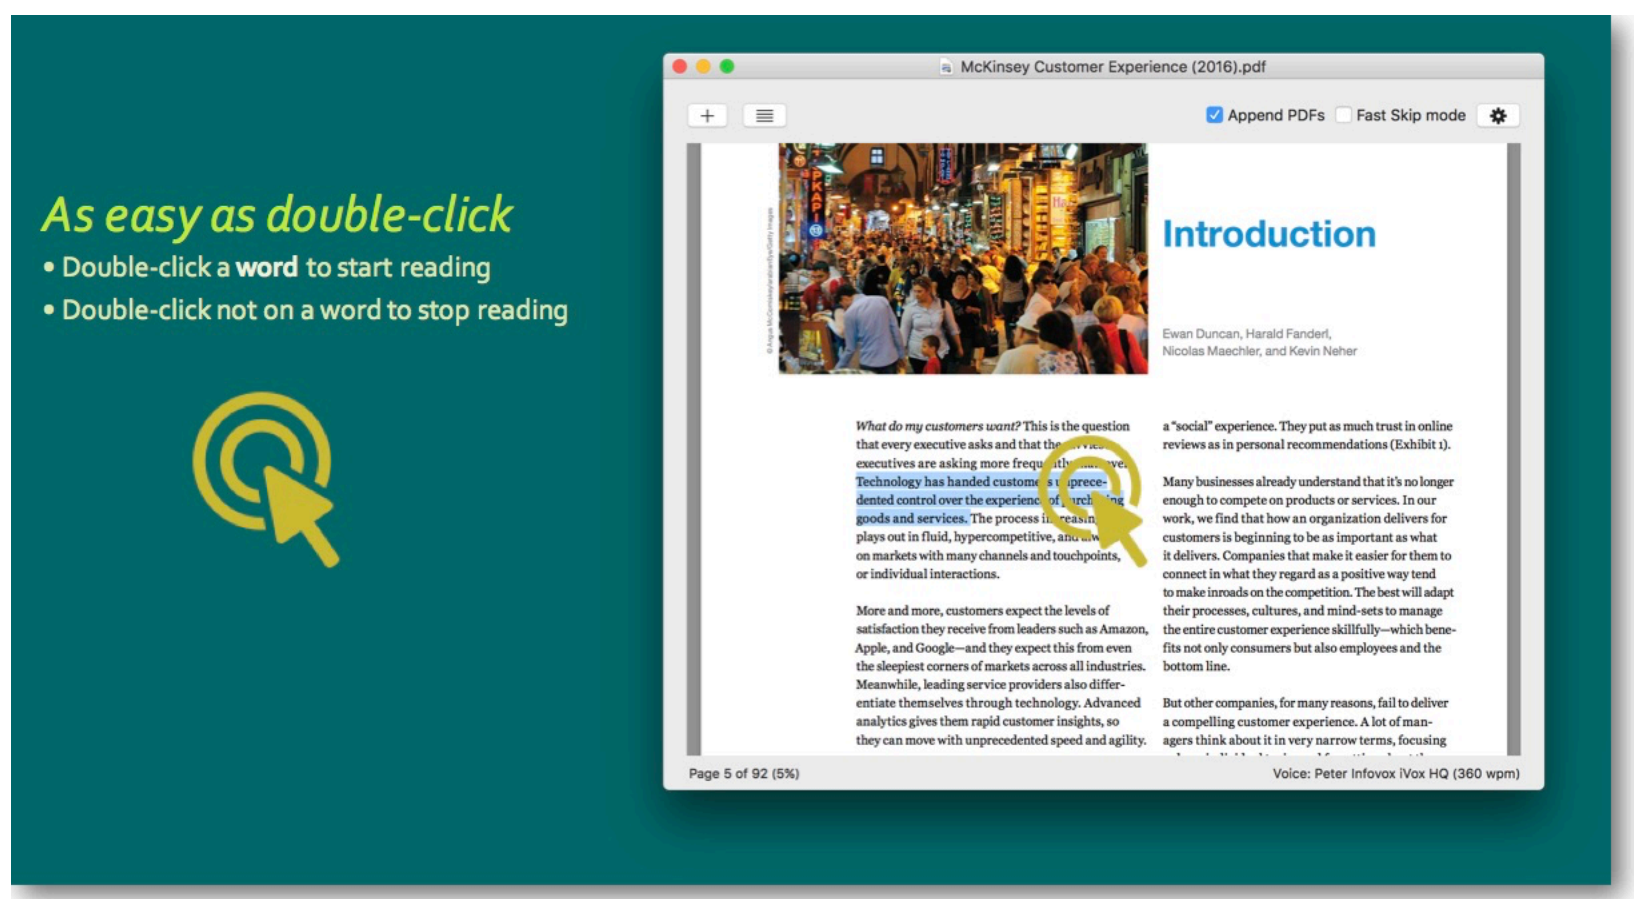 As easy as double-click
• Double-click a word to start reading
• Double-click not on a word to stop reading
McKinsey Customer Experience (2016).pdf
Append PDFs
Fast Skip mode
PKAPI
Ha
Introduction
Ewan Duncan, Harald Fanderl,
Nicolas Maechler, and Kevin Neher
What do my customers want? This is the question
that every executive asks and that the
executives are asking more frequently
Technology has handed customers unprece-
dented control over the experience of purchasing
goods and services. The process increasing
plays out in fluid, hypercompetitive, and
on markets with many channels and touchpoints,
or individual interactions.
More and more, customers expect the levels of
satisfaction they receive from leaders such as Amazon,
Apple, and Google—and they expect this from even
the sleepiest corners of markets across all industries.
Meanwhile, leading service providers also differ-
entiate themselves through technology. Advanced
analytics gives them rapid customer insights, so
they can move with unprecedented speed and agility.
a “social” experience. They put as much trust in online
reviews as in personal recommendations (Exhibit 1).
Many businesses already understand that it’s no longer
enough to compete on products or services. In our
work, we find that how an organization delivers for
customers is beginning to be as important as what
it delivers. Companies that make it easier for them to
connect in what they regard as a positive way tend
to make inroads on the competition. The best will adapt
their processes, cultures, and mind-sets to manage
the entire customer experience skillfully—which bene-
fits not only consumers but also employees and the
bottom line.
But other companies, for many reasons, fail to deliver
a compelling customer experience. A lot of man-
agers think about it in very narrow terms, focusing
Page 5 of 92 (5%)
Voice: Peter Infovox iVox HQ (360 wpm)